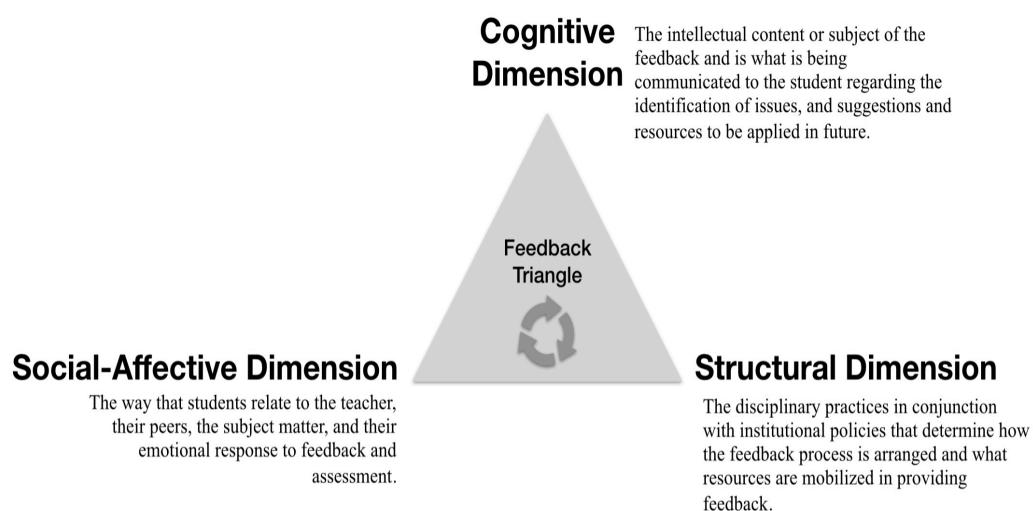 Cognitive
Dimension
The intellectual content or subject of the
feedback and is what is being
communicated to the student regarding the
identification of issues, and suggestions and
resources to be applied in future.
Feedback
Triangle
Social-Affective Dimension
The way that students relate to the teacher,
their peers, the subject matter, and their
emotional response to feedback and
assessment.
Structural Dimension
The disciplinary practices in conjunction
with institutional policies that determine how
the feedback process is arranged and what
resources are mobilized in providing
feedback.